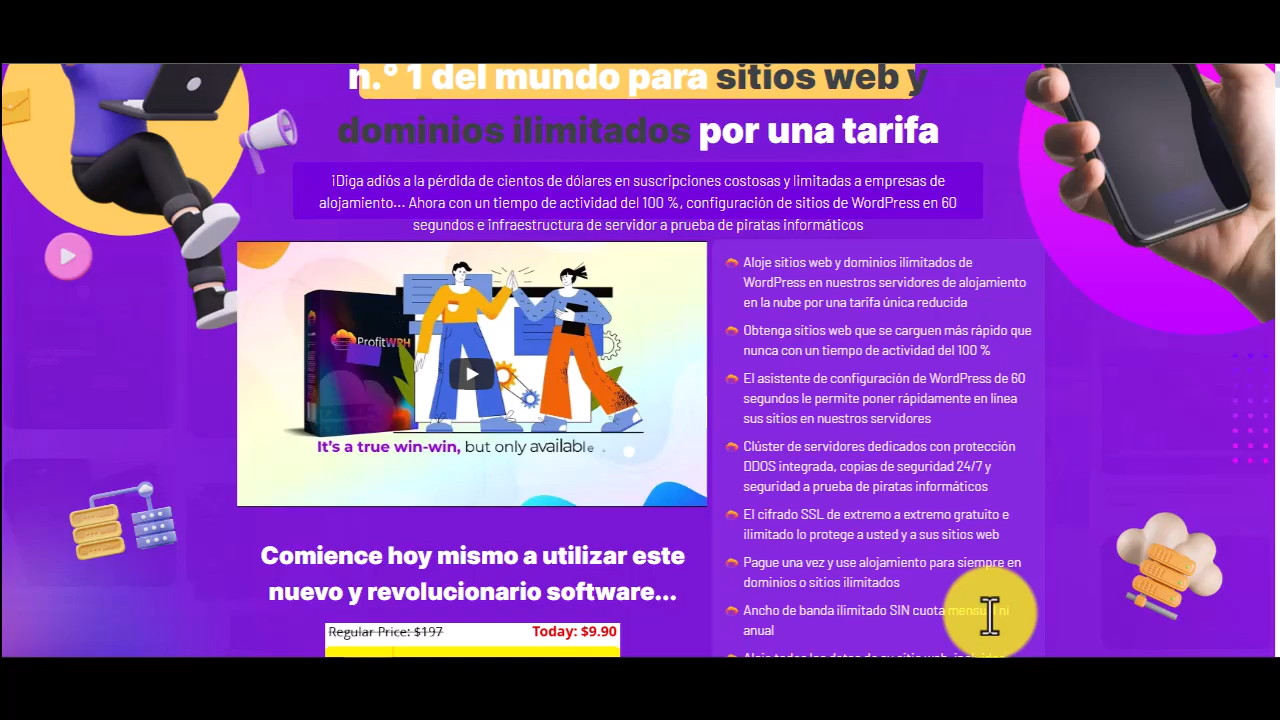 n.º 1 del mundo para sitios web y
dominios ilimitados por una tarifa
¡Diga adiós a la pérdida de cientos de dólares en suscripciones costosas y limitadas a empresas de
alojamiento... Ahora con un tiempo de actividad del 100 %, configuración de sitios de WordPress en 60
segundos e infraestructura de servidor a prueba de piratas informáticos
ProfitWPH
It's a true win-win, but only available
Comience hoy mismo a utilizar este
nuevo y revolucionario software...
Regular Price: $197 Today: $9.90
Aloje sitios web y dominios ilimitados de
WordPress en nuestros servidores de alojamiento
en la nube por una tarifa única reducida
Obtenga sitios web que se carguen más rápido que
nunca con un tiempo de actividad del 100 %
El asistente de configuración de WordPress de 60
segundos le permite poner rápidamente en línea
sus sitios en nuestros servidores
Clúster de servidores dedicados con protección
DDOS integrada, copias de seguridad 24/7 y
seguridad a prueba de piratas informáticos
El cifrado SSL de extremo a extremo gratuito e
ilimitado lo protege a usted y a sus sitios web
Pague una vez y use alojamiento para siempre en
dominios o sitios ilimitados
Ancho de banda ilimitado SIN cuota mensual ni
anual